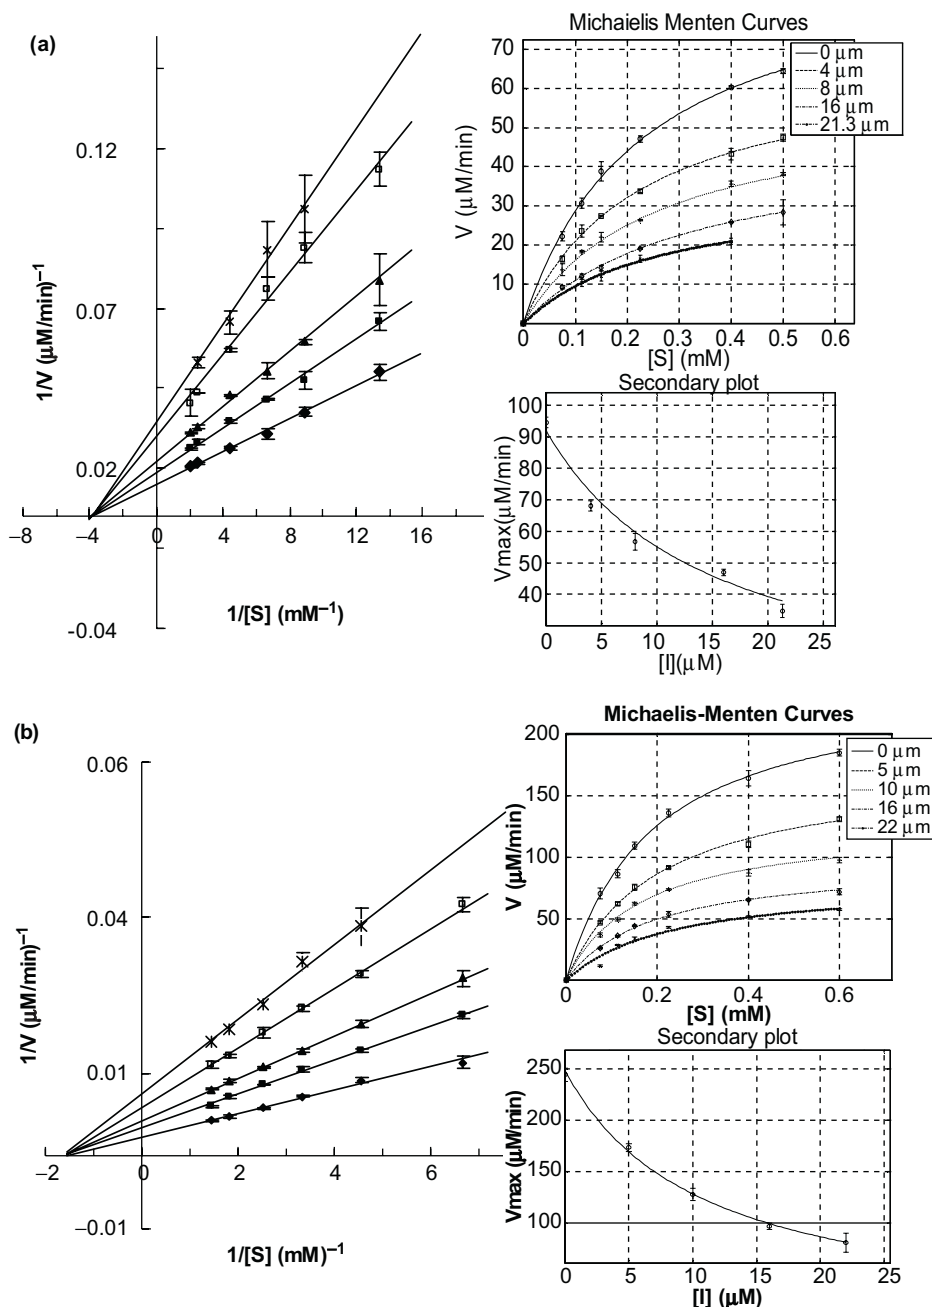 (a)
0.12
0.07
0.02
-0.04
1/V (µM/min)⁻¹
−8 −4 0 4 8 12 16
1/[S] (mM⁻¹)
Michaielis Menten Curves
0 µm
4 µm
8 µm
16 µm
21.3 µm
V (µM/min)
70
60
50
40
30
20
10
0 0.1 0.2 0.3 0.4 0.5 0.6
[S] (mM)
Secondary plot
Vmax(µM/min)
100
90
80
70
60
50
40
0 5 10 15 20 25
[I](µM)
(b)
0.06
0.04
0.01
−0.01
1/V (µM/min)⁻¹
−2 0 2 4 6
1/[S] (mM)⁻¹
Michaelis-Menten Curves
0 µm
5 µm
10 µm
16 µm
22 µm
V (µM/min)
200
150
100
50
0 0.2 0.4 0.6
[S] (mM)
Secondary plot
Vmax (µM/min)
250
200
150
100
50
0 5 10 15 20 25
[I] (µM)